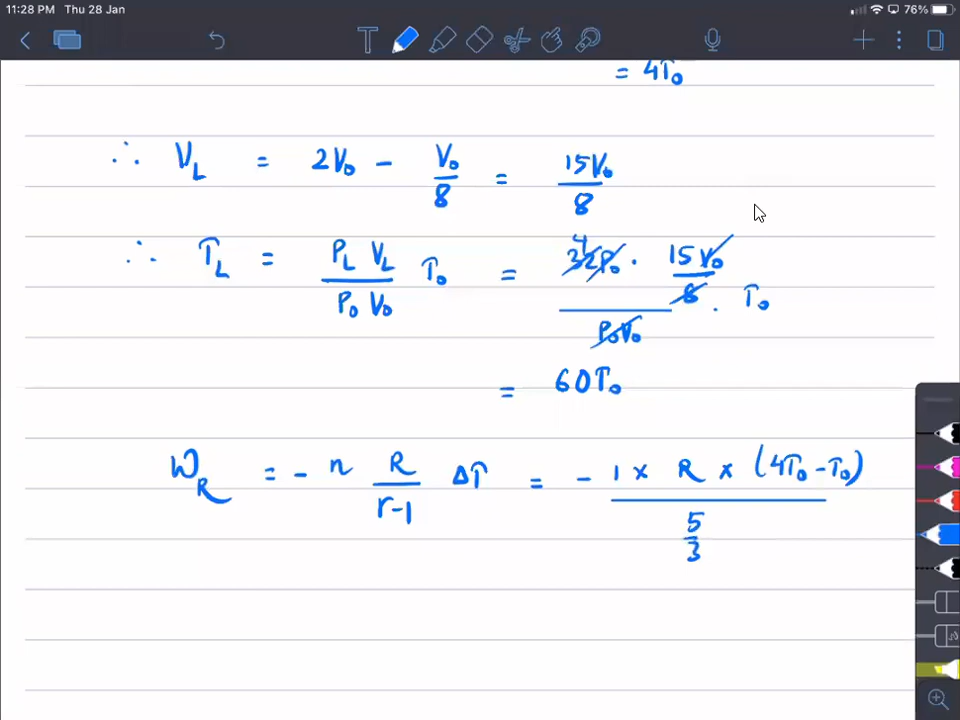 11:28 PM Thu 28 Jan 76%
= 4T₀
∴ V_L = 2V₀ - V₀/8 = 15V₀/8
∴ T_L = P_L V_L / P₀ V₀ T₀ = 4 32P₀ · 15V₀/8 / P₀V₀ · T₀
= 60T₀
W_R = - n R/r-1 ΔT = - 1 × R × (4T₀-T₀) / 5/3